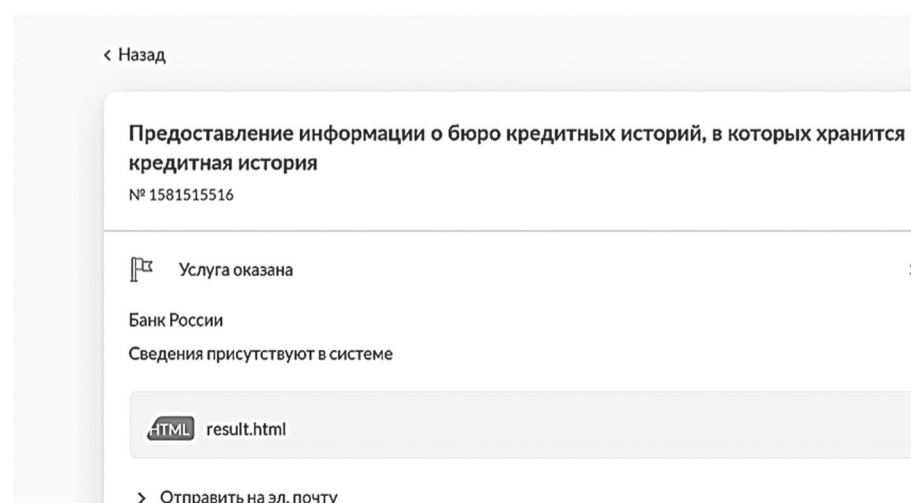 < Назад
Предоставление информации о бюро кредитных историй, в которых хранится
кредитная история
№ 1581515516
Услуга оказана
Банк России
Сведения присутствуют в системе
HTML result.html
> Отправить на эл. почту